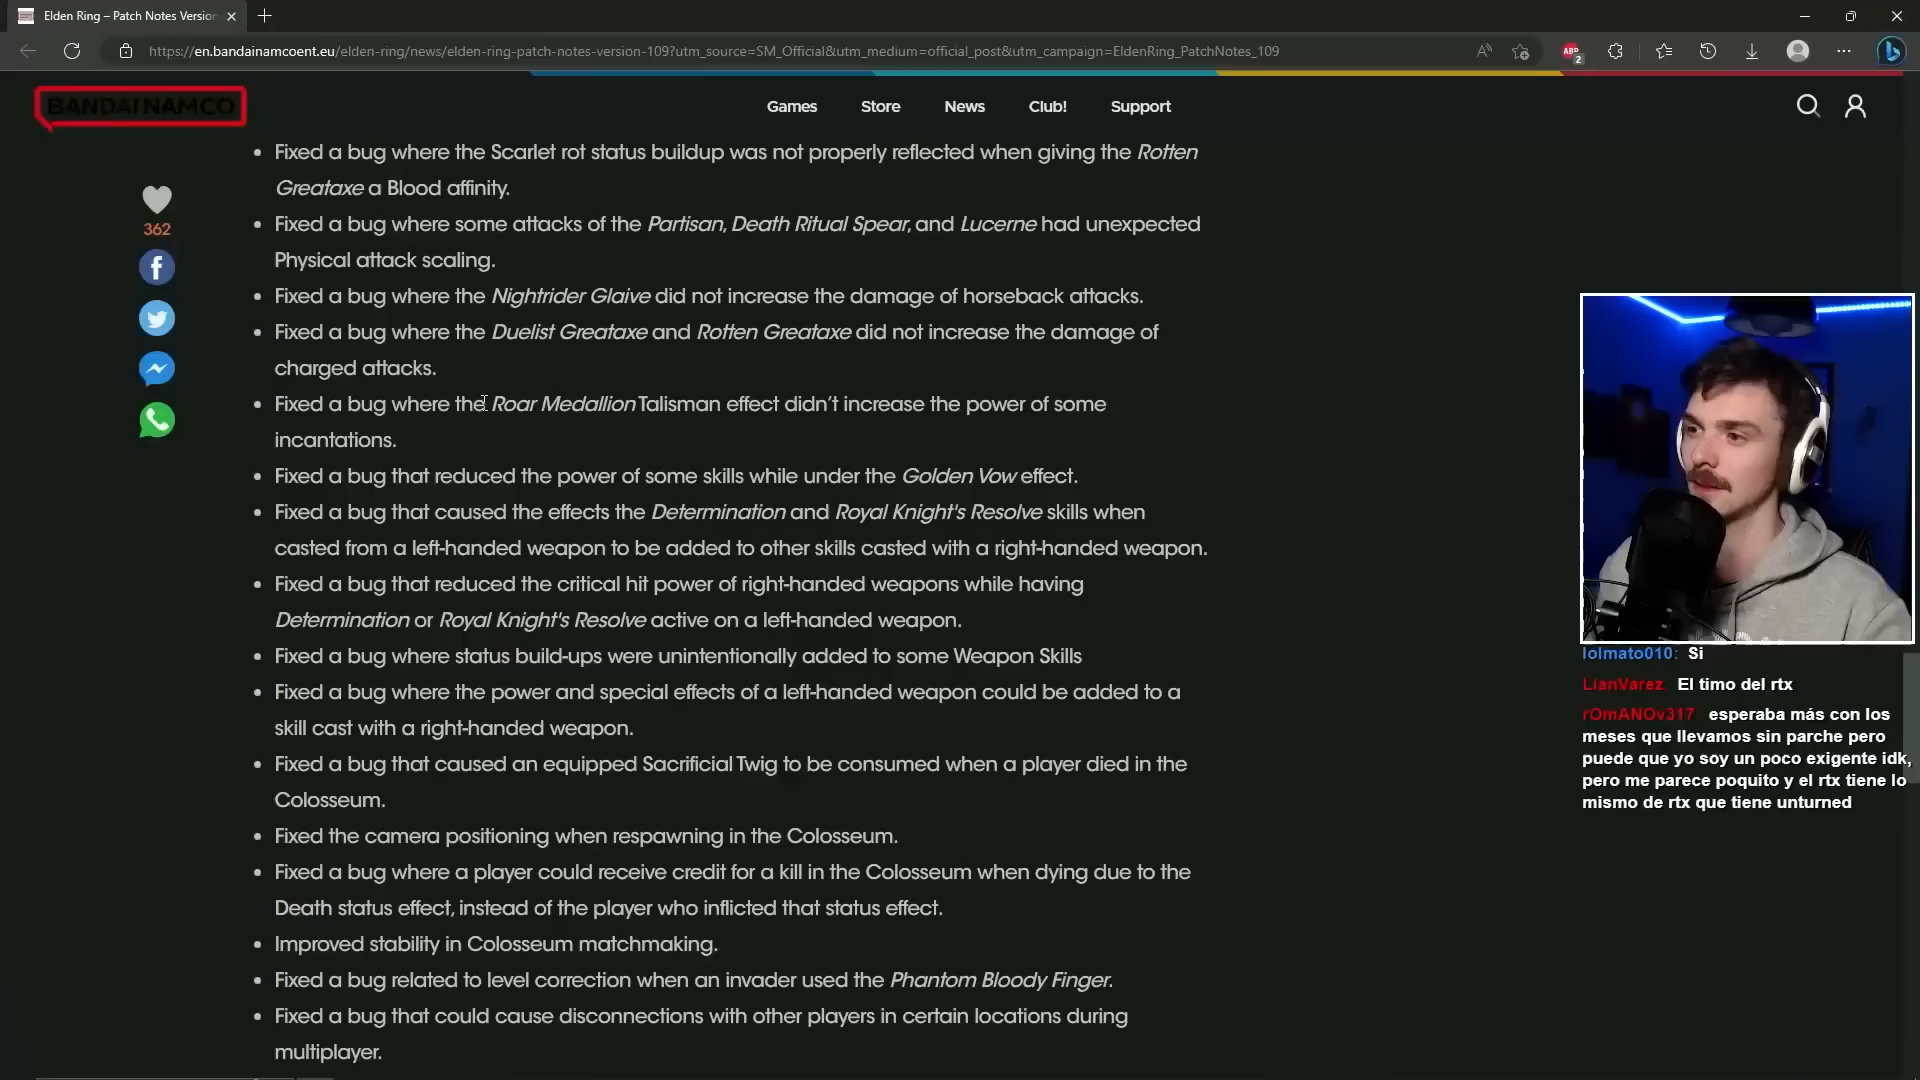 Elden Ring – Patch Notes Version
https://en.bandainamcoent.eu/elden-ring/news/elden-ring-patch-notes-version-109?utm_source=SM_Official&utm_medium=official_post&utm_campaign=EldenRing_PatchNotes_109
ABP
2
BANDAI NAMCO
Games Store News Club! Support
362
• Fixed a bug where the Scarlet rot status buildup was not properly reflected when giving the Rotten
Greataxe a Blood affinity.
• Fixed a bug where some attacks of the Partisan, Death Ritual Spear, and Lucerne had unexpected
Physical attack scaling.
• Fixed a bug where the Nightrider Glaive did not increase the damage of horseback attacks.
• Fixed a bug where the Duelist Greataxe and Rotten Greataxe did not increase the damage of
charged attacks.
• Fixed a bug where the Roar Medallion Talisman effect didn't increase the power of some
incantations.
• Fixed a bug that reduced the power of some skills while under the Golden Vow effect.
• Fixed a bug that caused the effects the Determination and Royal Knight's Resolve skills when
casted from a left-handed weapon to be added to other skills casted with a right-handed weapon.
• Fixed a bug that reduced the critical hit power of right-handed weapons while having
Determination or Royal Knight's Resolve active on a left-handed weapon.
• Fixed a bug where status build-ups were unintentionally added to some Weapon Skills
• Fixed a bug where the power and special effects of a left-handed weapon could be added to a
skill cast with a right-handed weapon.
• Fixed a bug that caused an equipped Sacrificial Twig to be consumed when a player died in the
Colosseum.
• Fixed the camera positioning when respawning in the Colosseum.
• Fixed a bug where a player could receive credit for a kill in the Colosseum when dying due to the
Death status effect, instead of the player who inflicted that status effect.
• Improved stability in Colosseum matchmaking.
• Fixed a bug related to level correction when an invader used the Phantom Bloody Finger.
• Fixed a bug that could cause disconnections with other players in certain locations during
multiplayer.
lolmato010: Si
LianVarez El timo del rtx
rOmANOv317 esperaba más con los
meses que llevamos sin parche pero
puede que yo soy un poco exigente idk,
pero me parece poquito y el rtx tiene lo
mismo de rtx que tiene unturned